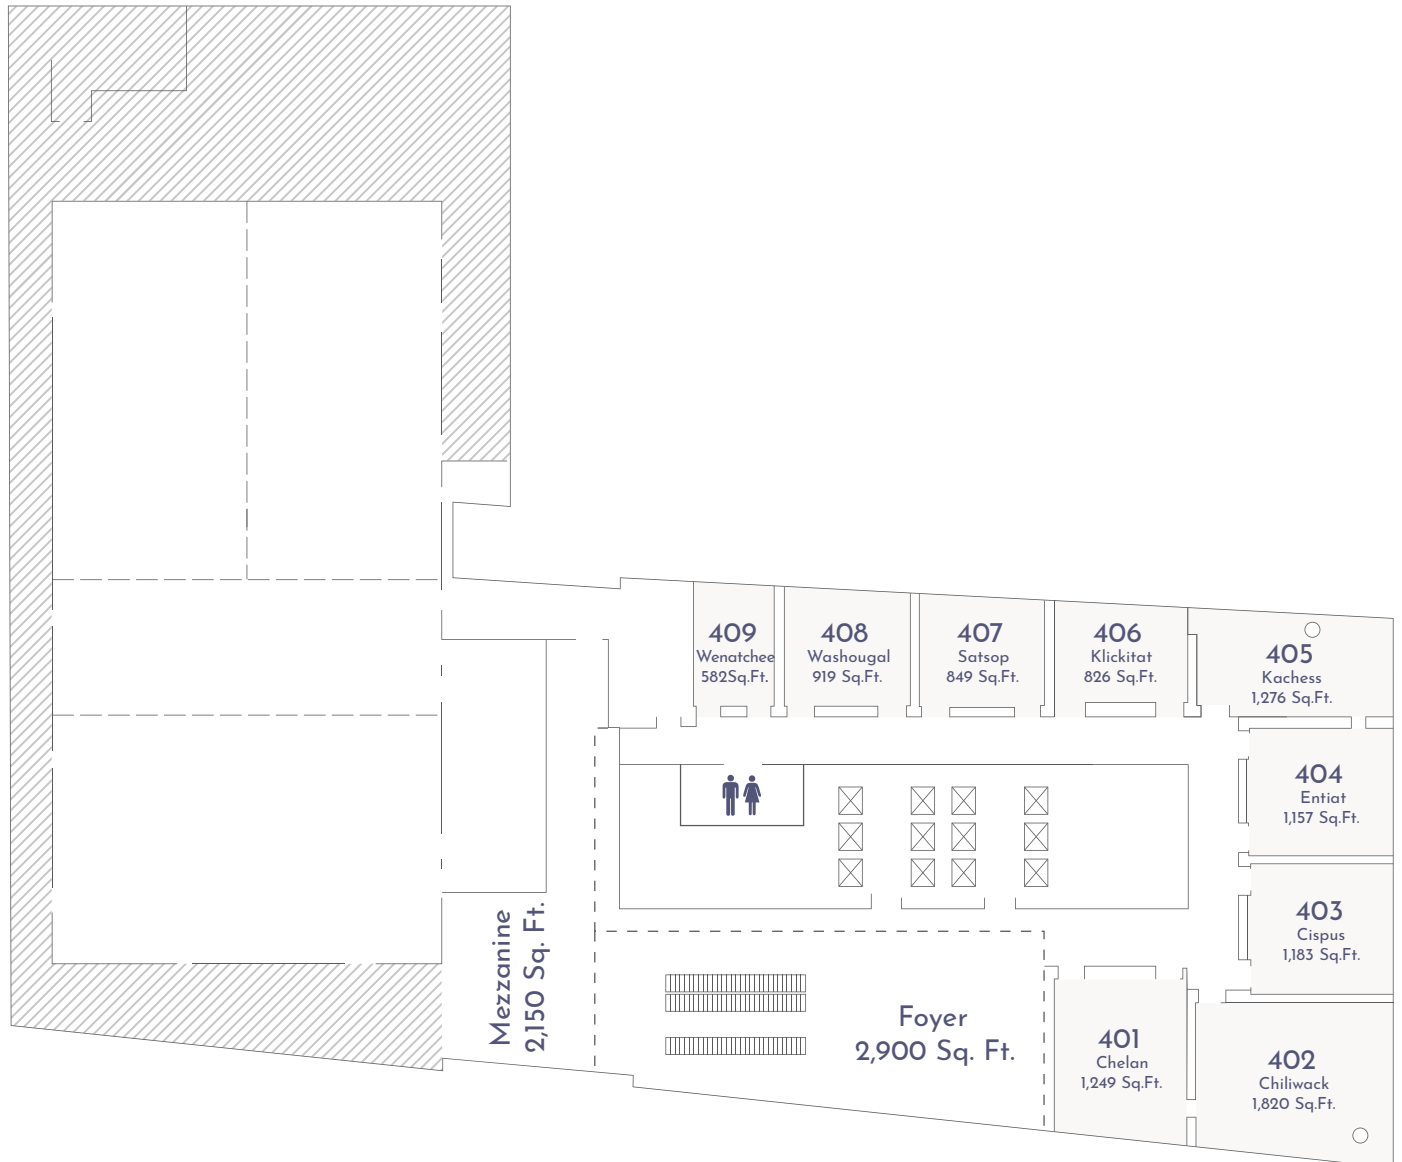 409
Wenatchee
582Sq.Ft.
408
Washougal
919 Sq.Ft.
407
Satsop
849 Sq.Ft.
406
Klickitat
826 Sq.Ft.
405
Kachess
1,276 Sq.Ft.
404
Entiat
1,157 Sq.Ft.
403
Cispus
1,183 Sq.Ft.
Mezzanine
2,150 Sq. Ft.
Foyer
2,900 Sq. Ft.
401
Chelan
1,249 Sq.Ft.
402
Chiliwack
1,820 Sq.Ft.